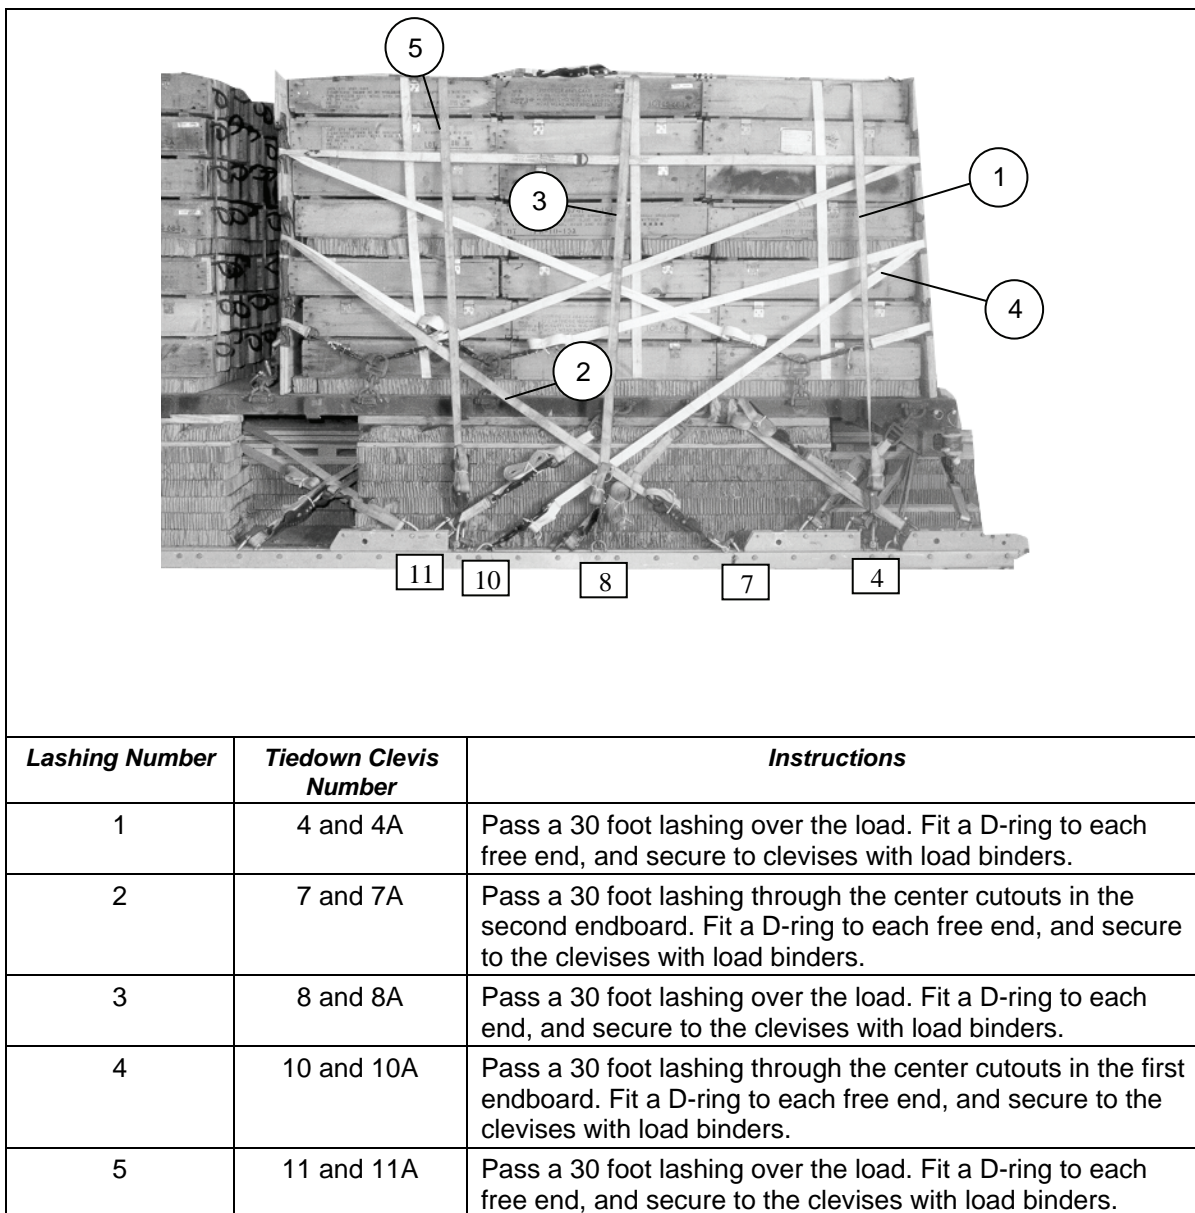 5
3
1
4
2
11
10
8
7
4
Lashing Number
Tiedown Clevis
Number
Instructions
1
4 and 4A
Pass a 30 foot lashing over the load. Fit a D-ring to each
free end, and secure to clevises with load binders.
2
7 and 7A
Pass a 30 foot lashing through the center cutouts in the
second endboard. Fit a D-ring to each free end, and secure
to the clevises with load binders.
3
8 and 8A
Pass a 30 foot lashing over the load. Fit a D-ring to each
end, and secure to the clevises with load binders.
4
10 and 10A
Pass a 30 foot lashing through the center cutouts in the first
endboard. Fit a D-ring to each free end, and secure to the
clevises with load binders.
5
11 and 11A
Pass a 30 foot lashing over the load. Fit a D-ring to each
free end, and secure to the clevises with load binders.